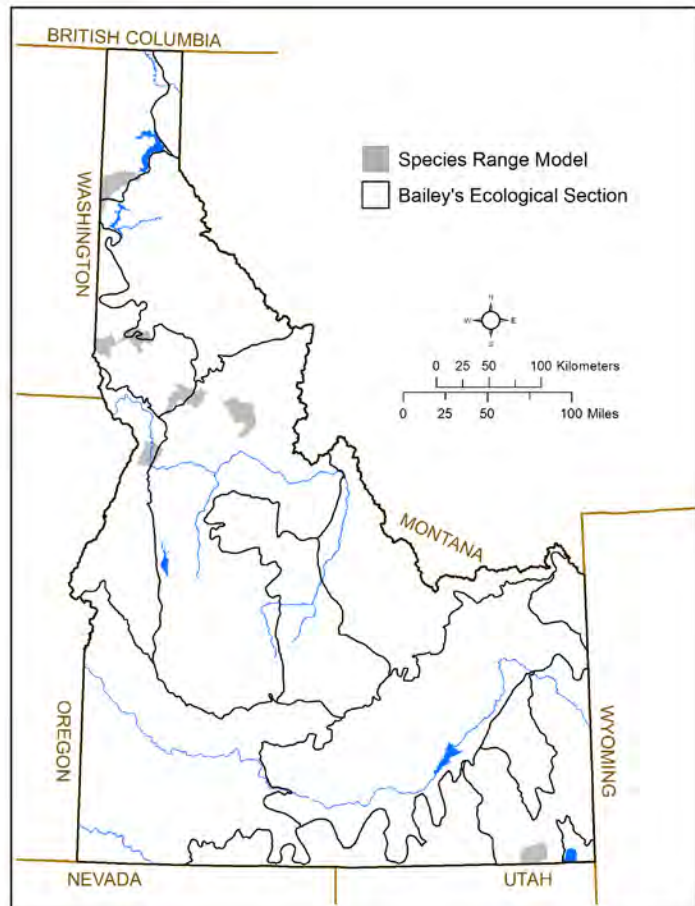 BRITISH COLUMBIA
WASHINGTON
Species Range Model
Bailey's Ecological Section
N
W E
S
0 25 50 100 Kilometers
0 25 50 100 Miles
MONTANA
OREGON
WYOMING
NEVADA
UTAH